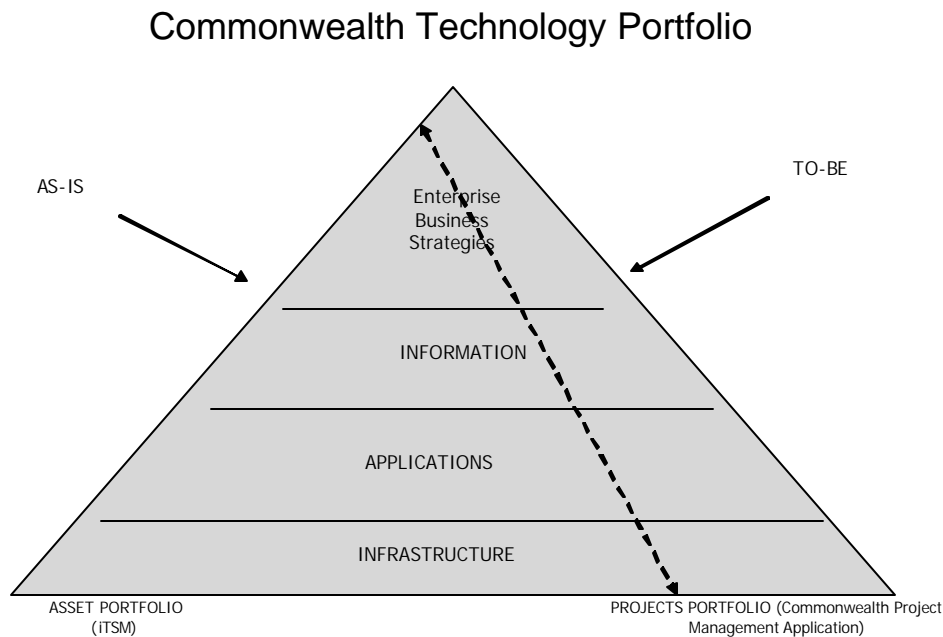 Commonwealth Technology Portfolio
AS-IS
TO-BE
Enterprise
Business
Strategies
INFORMATION
APPLICATIONS
INFRASTRUCTURE
ASSET PORTFOLIO
(iTSM)
PROJECTS PORTFOLIO (Commonwealth Project
Management Application)